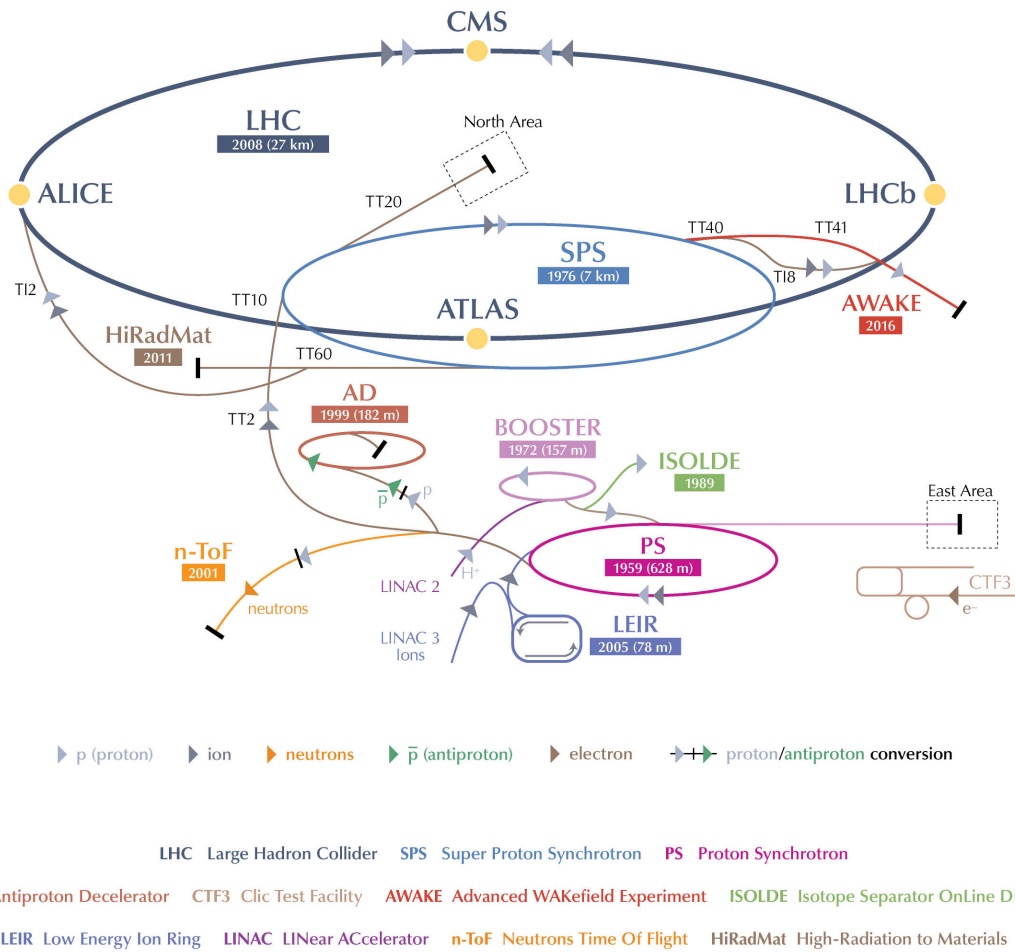 CMS
LHC
2008 (27 km)
North Area
ALICE
LHCb
TT20
TT40
TT41
SPS
1976 (7 km)
TI8
TI2
TT10
ATLAS
AWAKE
2016
HiRadMat
2011
TT60
AD
1999 (182 m)
TT2
BOOSTER
1972 (157 m)
ISOLDE
1989
p̅
p
East Area
n-ToF
2001
PS
1959 (628 m)
H⁺
LINAC 2
neutrons
CTF3
e⁻
LEIR
2005 (78 m)
LINAC 3
Ions
p (proton) ion neutrons p̅ (antiproton) electron proton/antiproton conversion
LHC Large Hadron Collider SPS Super Proton Synchrotron PS Proton Synchrotron
Decelerator CTF3 Clic Test Facility AWAKE Advanced WAKefield Experiment ISOLDE Isotope Separator OnLine
LEIR Low Energy Ion Ring LINAC LINear ACcelerator n-ToF Neutrons Time Of Flight HiRadMat High-Radiation to Materials